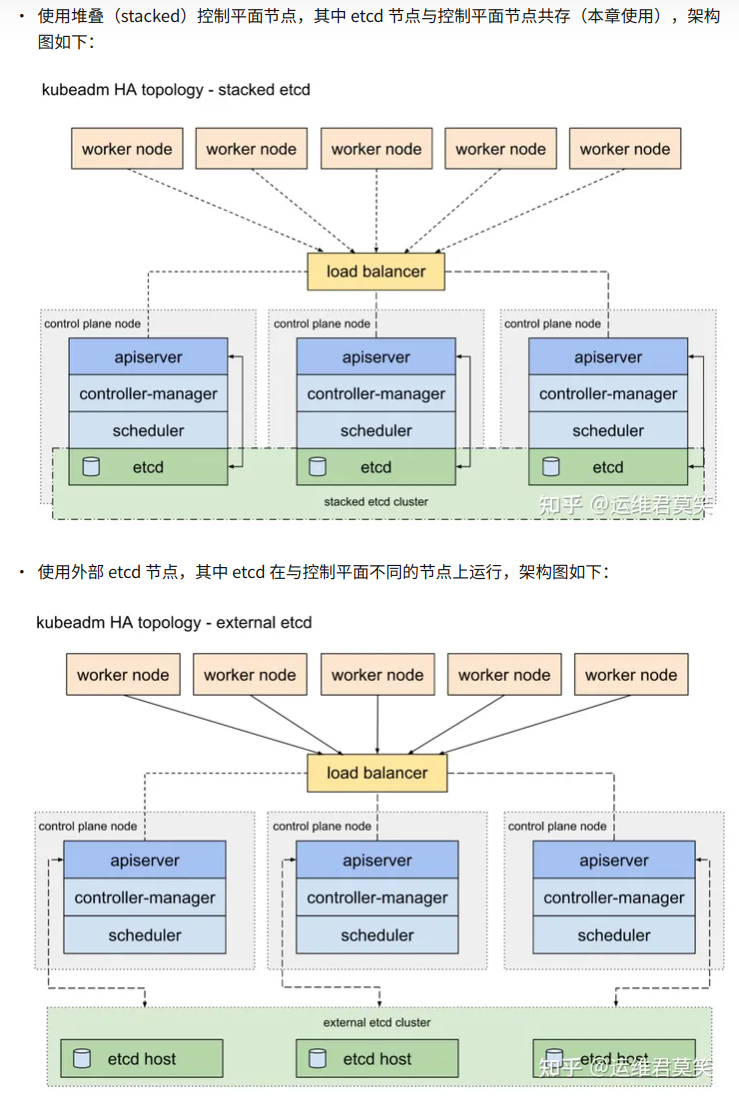 • 使用堆叠（stacked）控制平面节点，其中 etcd 节点与控制平面节点共存（本章使用），架构
图如下：
kubeadm HA topology - stacked etcd
worker node worker node worker node worker node worker node
load balancer
control plane node control plane node control plane node
apiserver apiserver apiserver
controller-manager controller-manager controller-manager
scheduler scheduler scheduler
etcd etcd etcd
stacked etcd cluster
知乎 @运维君莫笑
• 使用外部 etcd 节点，其中 etcd 在与控制平面不同的节点上运行，架构图如下：
kubeadm HA topology - external etcd
worker node worker node worker node worker node worker node
load balancer
control plane node control plane node control plane node
apiserver apiserver apiserver
controller-manager controller-manager controller-manager
scheduler scheduler scheduler
external etcd cluster
etcd host etcd host etcd host
知乎 @运维君莫笑